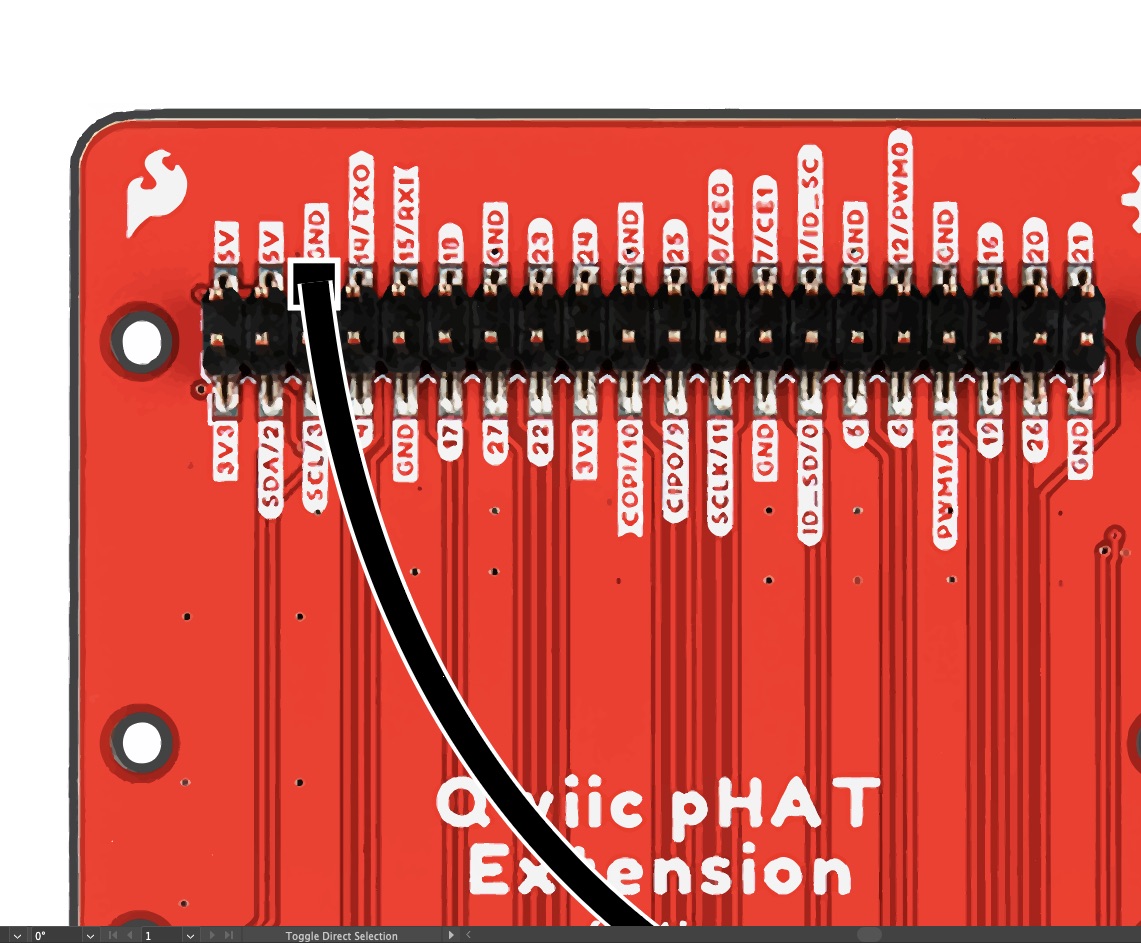 5V
5V
GND
14/TXO
15/RXI
18
GND
23
24
GND
25
8/CE0
7/CE1
1/ID_SC
GND
12/PWM0
GND
16
20
21
3V3
SDA/2
SCL/3
4
GND
17
27
22
3V3
COPI/10
CIPO/9
SCLK/11
GND
ID_SD/0
6
PWM1/13
19
26
GND
Qwiic pHAT
Extension
0° 1 Toggle Direct Selection